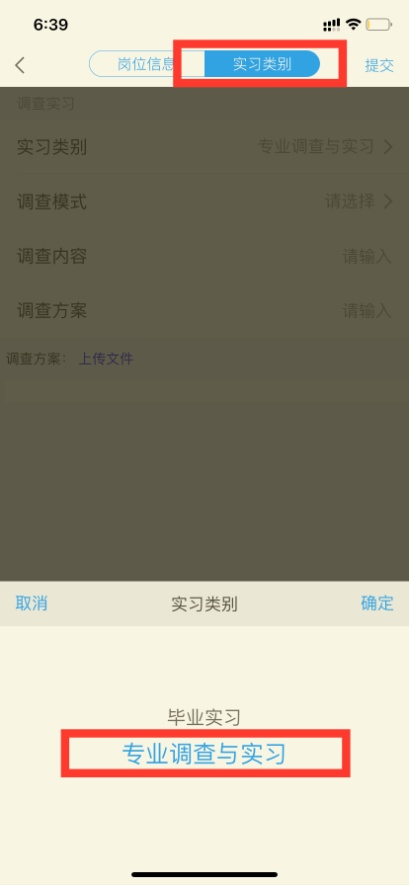 6:39
岗位信息 实习类别 提交
调查实习
实习类别 专业调查与实习
调查模式 请选择
调查内容 请输入
调查方案 请输入
调查方案： 上传文件
取消 实习类别 确定
毕业实习
专业调查与实习